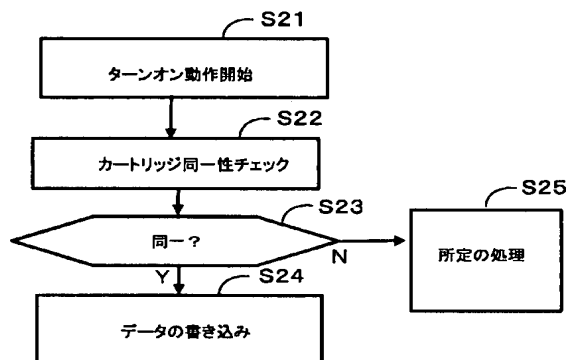 S21
ターンオン動作開始
S22
カートリッジ同一性チェック
S23
同一?
N
Y
S25
所定の処理
S24
データの書き込み